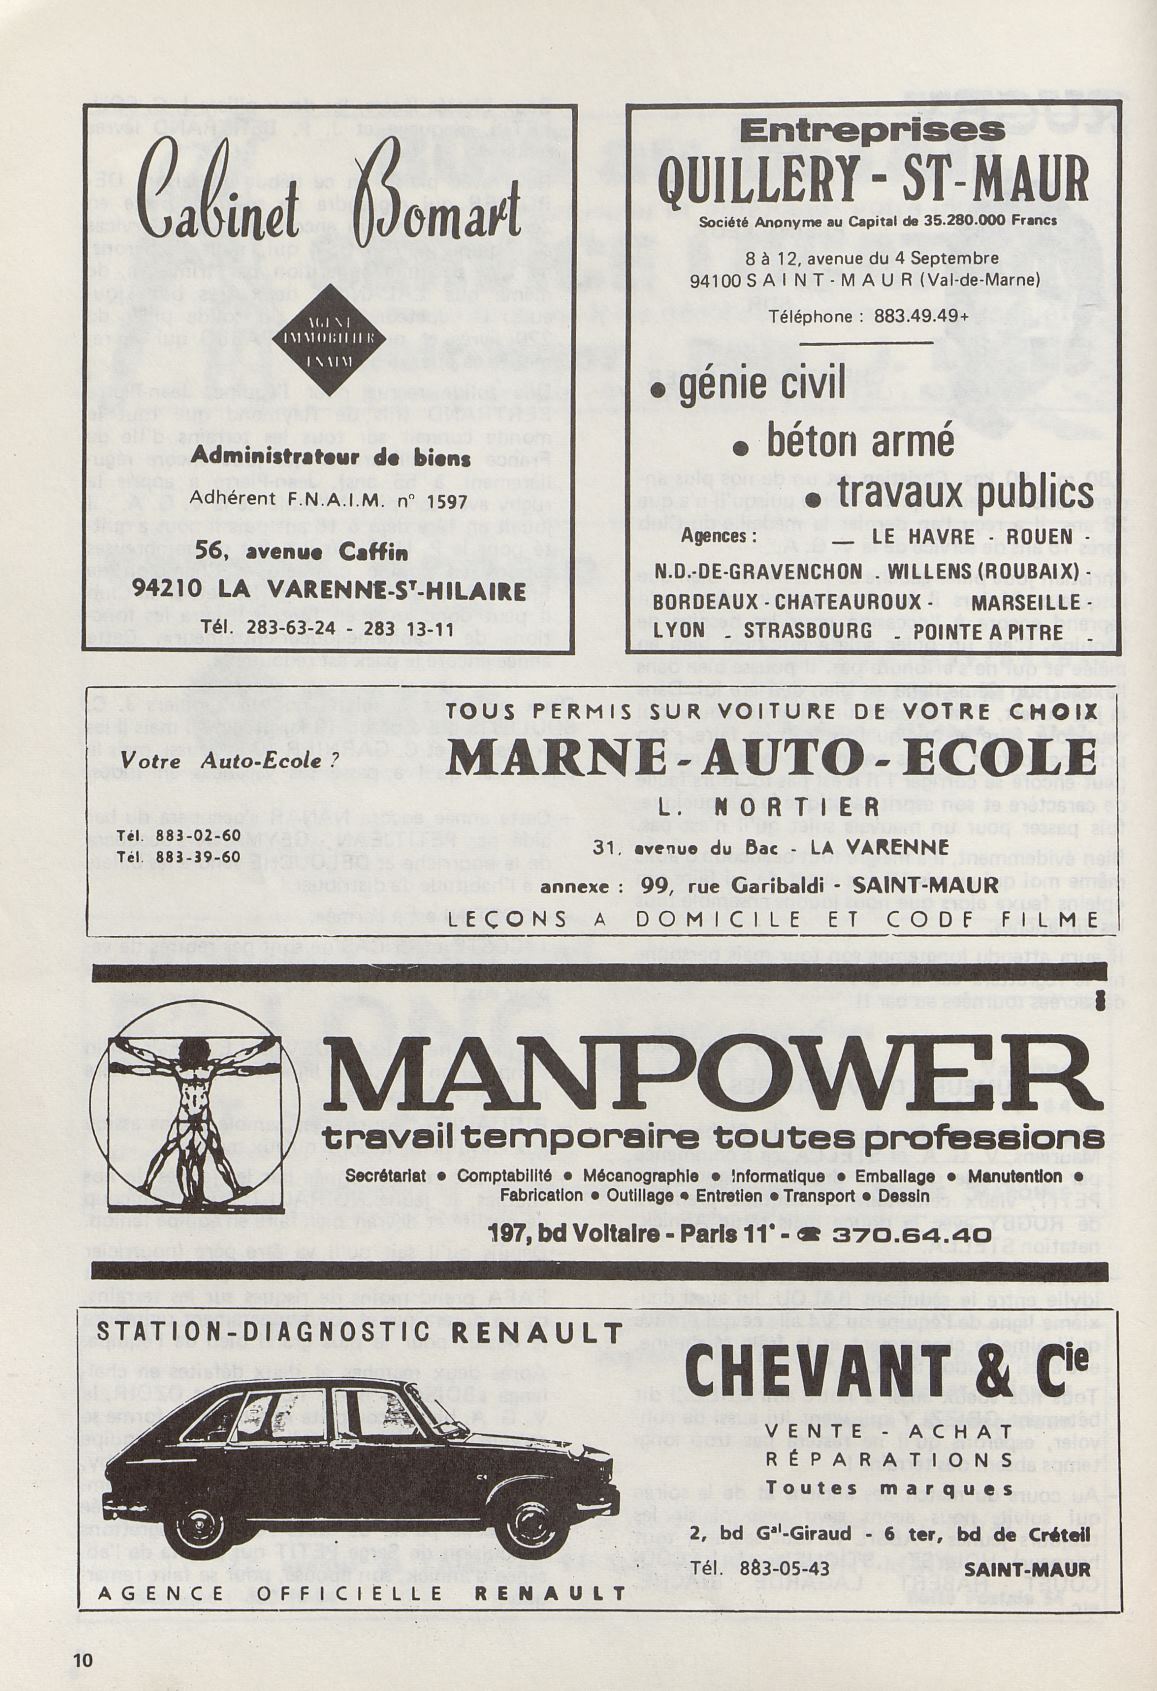 Cabinet Bomart
AGENT
IMMOBILIER
FNAIM
Administrateur de biens
Adhérent F.N.A.I.M. n° 1597
56, avenue Caffin
94210 LA VARENNE-ST-HILAIRE
Tél. 283-63-24 - 283 13-11
Entreprises
QUILLERY - ST-MAUR
Société Anonyme au Capital de 35.280.000 Francs
8 à 12, avenue du 4 Septembre
94100 SAINT-MAUR (Val-de-Marne)
Téléphone : 883.49.49+
• génie civil
• béton armé
• travaux publics
Agences : — LE HAVRE - ROUEN -
N.D.-DE-GRAVENCHON - WILLENS (ROUBAIX) -
BORDEAUX - CHATEAUROUX - MARSEILLE -
LYON - STRASBOURG - POINTE A PITRE -
TOUS PERMIS SUR VOITURE DE VOTRE CHOIX
Votre Auto-Ecole ?
MARNE-AUTO-ECOLE
L. NORTIER
Tél. 883-02-60
Tél. 883-39-60
31, avenue du Bac - LA VARENNE
annexe : 99, rue Garibaldi - SAINT-MAUR
LEÇONS A DOMICILE ET CODE FILME
MANPOWER
travail temporaire toutes professions
Secrétariat • Comptabilité • Mécanographie • Informatique • Emballage • Manutention •
Fabrication • Outillage • Entretien • Transport • Dessin
197, bd Voltaire - Paris 11° - ☎ 370.64.40
STATION-DIAGNOSTIC RENAULT
CHEVANT & Cie
VENTE - ACHAT
RÉPARATIONS
Toutes marques
2, bd Gal-Giraud - 6 ter, bd de Créteil
Tél. 883-05-43 SAINT-MAUR
AGENCE OFFICIELLE RENAULT
10